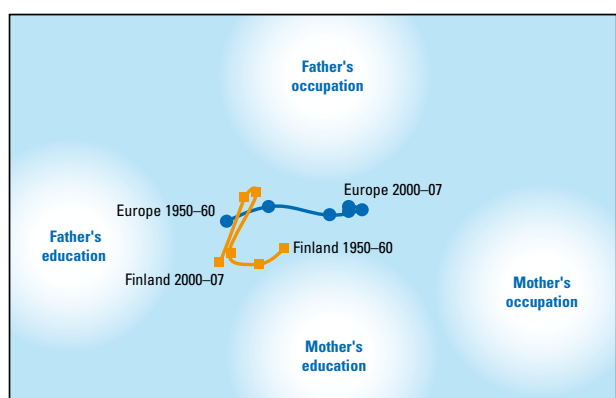 Father's
occupation
Europe 2000–07
Europe 1950–60
Father's
education
Finland 1950–60
Finland 2000–07
Mother's
occupation
Mother's
education